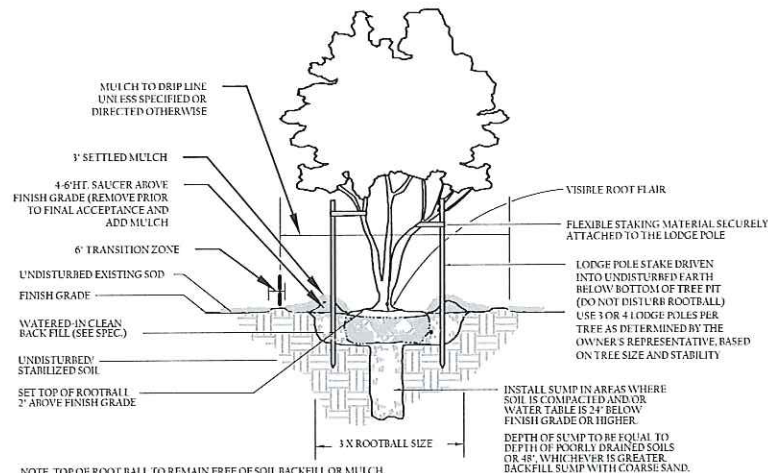 MULCH TO DRIP LINE
UNLESS SPECIFIED OR
DIRECTED OTHERWISE
3" SETTLED MULCH
4-6"HT. SAUCER ABOVE
FINISH GRADE (REMOVE PRIOR
TO FINAL ACCEPTANCE AND
ADD MULCH
6" TRANSITION ZONE
UNDISTURBED EXISTING SOD
FINISH GRADE
WATERED-IN CLEAN
BACK FILL (SEE SPEC.)
UNDISTURBED/
STABILIZED SOIL
SET TOP OF ROOTBALL
2" ABOVE FINISH GRADE
VISIBLE ROOT FLAIR
FLEXIBLE STAKING MATERIAL SECURELY
ATTACHED TO THE LODGE POLE
LODGE POLE STAKE DRIVEN
INTO UNDISTURBED EARTH
BELOW BOTTOM OF TREE PIT
(DO NOT DISTURB ROOTBALL)
USE 3 OR 4 LODGE POLES PER
TREE AS DETERMINED BY THE
OWNER'S REPRESENTATIVE, BASED
ON TREE SIZE AND STABILITY
INSTALL SUMP IN AREAS WHERE
SOIL IS COMPACTED AND/OR
WATER TABLE IS 24" BELOW
FINISH GRADE OR HIGHER.
DEPTH OF SUMP TO BE EQUAL TO
DEPTH OF POORLY DRAINED SOILS
OR 48", WHICHEVER IS GREATER.
BACKFILL SUMP WITH COARSE SAND.
3 X ROOTBALL SIZE
NOTE: TOP OF ROOT BALL TO REMAIN FREE OF SOIL BACKFILL OR MULCH